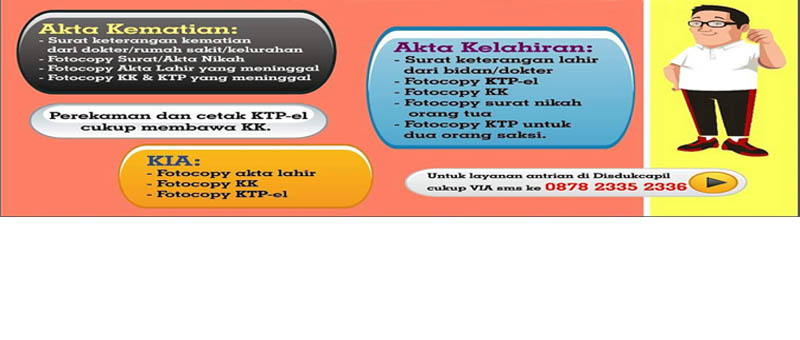 Akta Kematian:
- Surat keterangan kematian
dari dokter/rumah sakit/kelurahan
- Fotocopy Surat/Akta Nikah
- Fotocopy Akta Lahir yang meninggal
- Fotocopy KK & KTP yang meninggal
Perekaman dan cetak KTP-el
cukup membawa KK.
KIA:
- Fotocopy akta lahir
- Fotocopy KK
- Fotocopy KTP-el
Akta Kelahiran:
- Surat keterangan lahir
dari bidan/dokter
- Fotocopy KTP-el
- Fotocopy KK
- Fotocopy surat nikah
orang tua
- Fotocopy KTP untuk
dua orang saksi.
Untuk layanan antrian di Disdukcapil
cukup VIA sms ke 0878 2335 2336